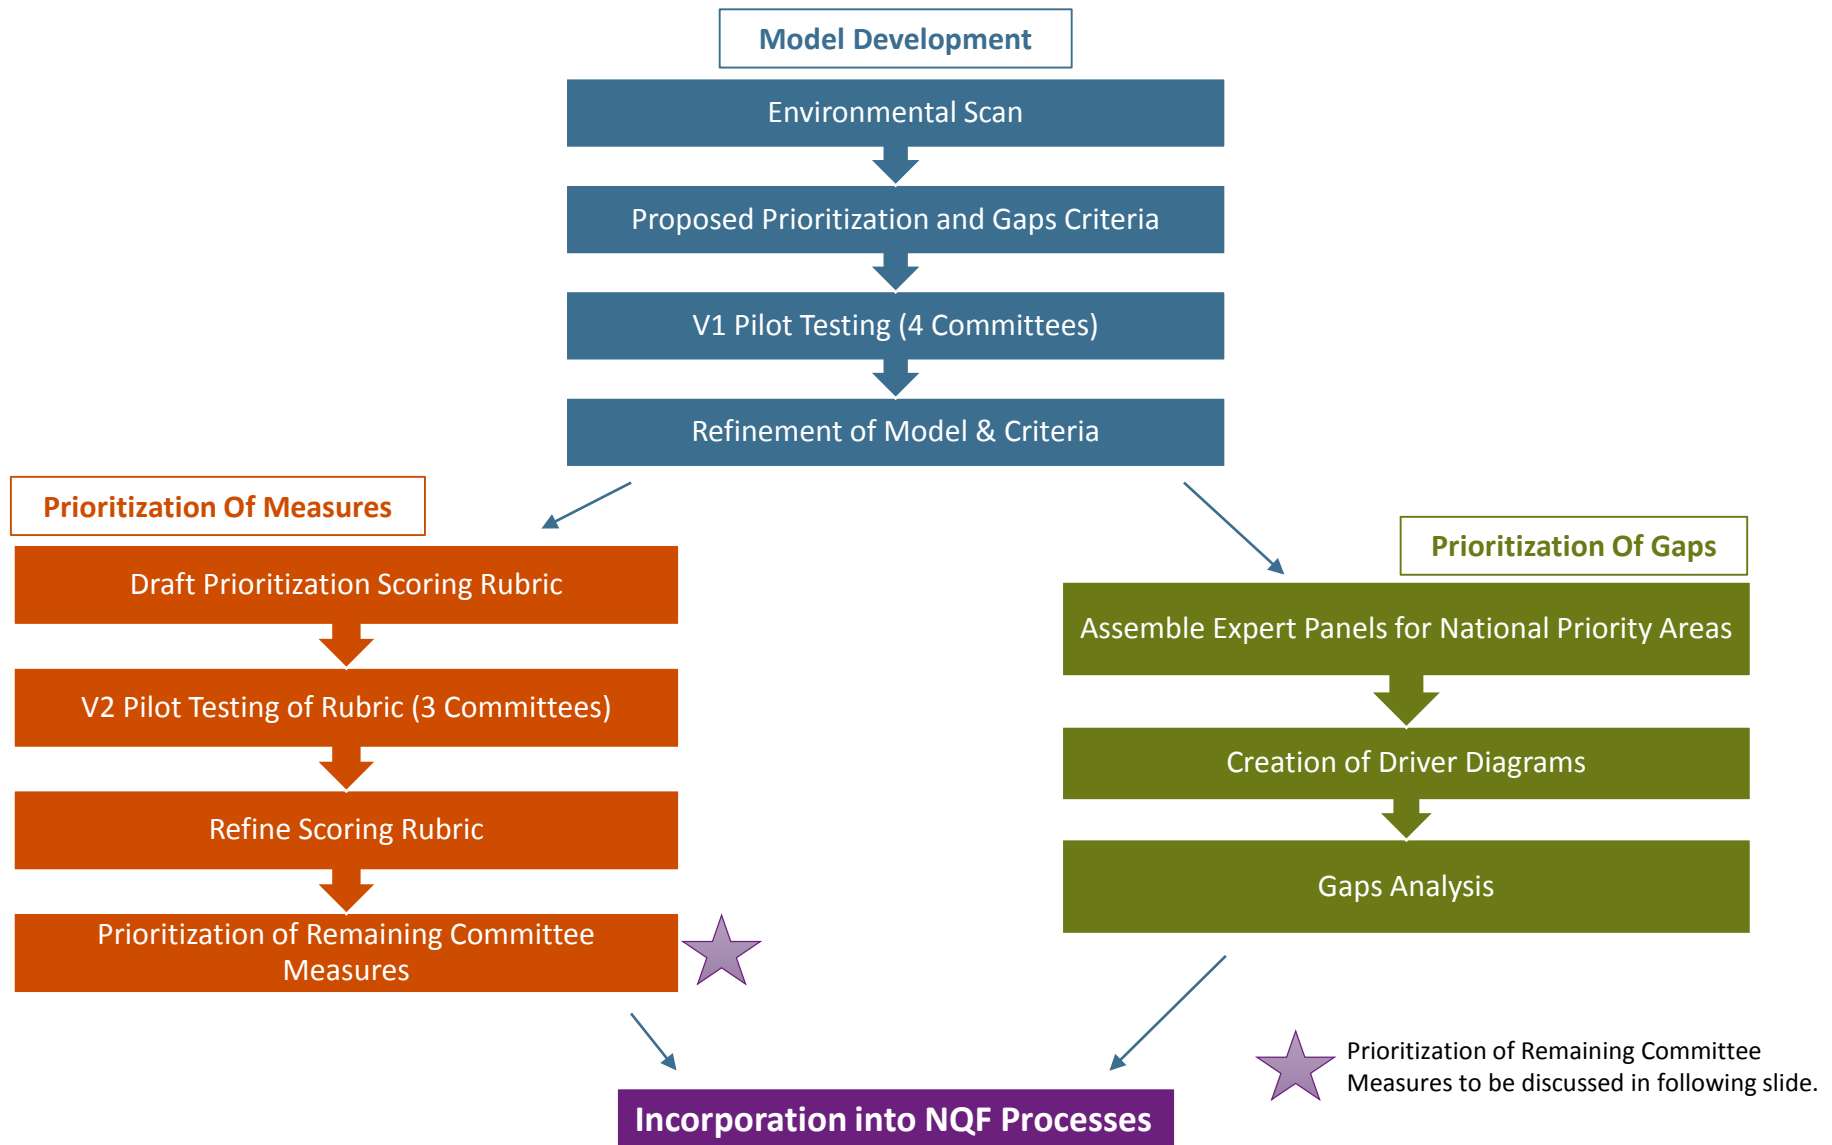 Model Development
Environmental Scan
Proposed Prioritization and Gaps Criteria
V1 Pilot Testing (4 Committees)
Refinement of Model & Criteria
Prioritization Of Measures
Draft Prioritization Scoring Rubric
V2 Pilot Testing of Rubric (3 Committees)
Refine Scoring Rubric
Prioritization of Remaining Committee
Measures
Prioritization Of Gaps
Assemble Expert Panels for National Priority Areas
Creation of Driver Diagrams
Gaps Analysis
Prioritization of Remaining Committee
Measures to be discussed in following slide.
Incorporation into NQF Processes